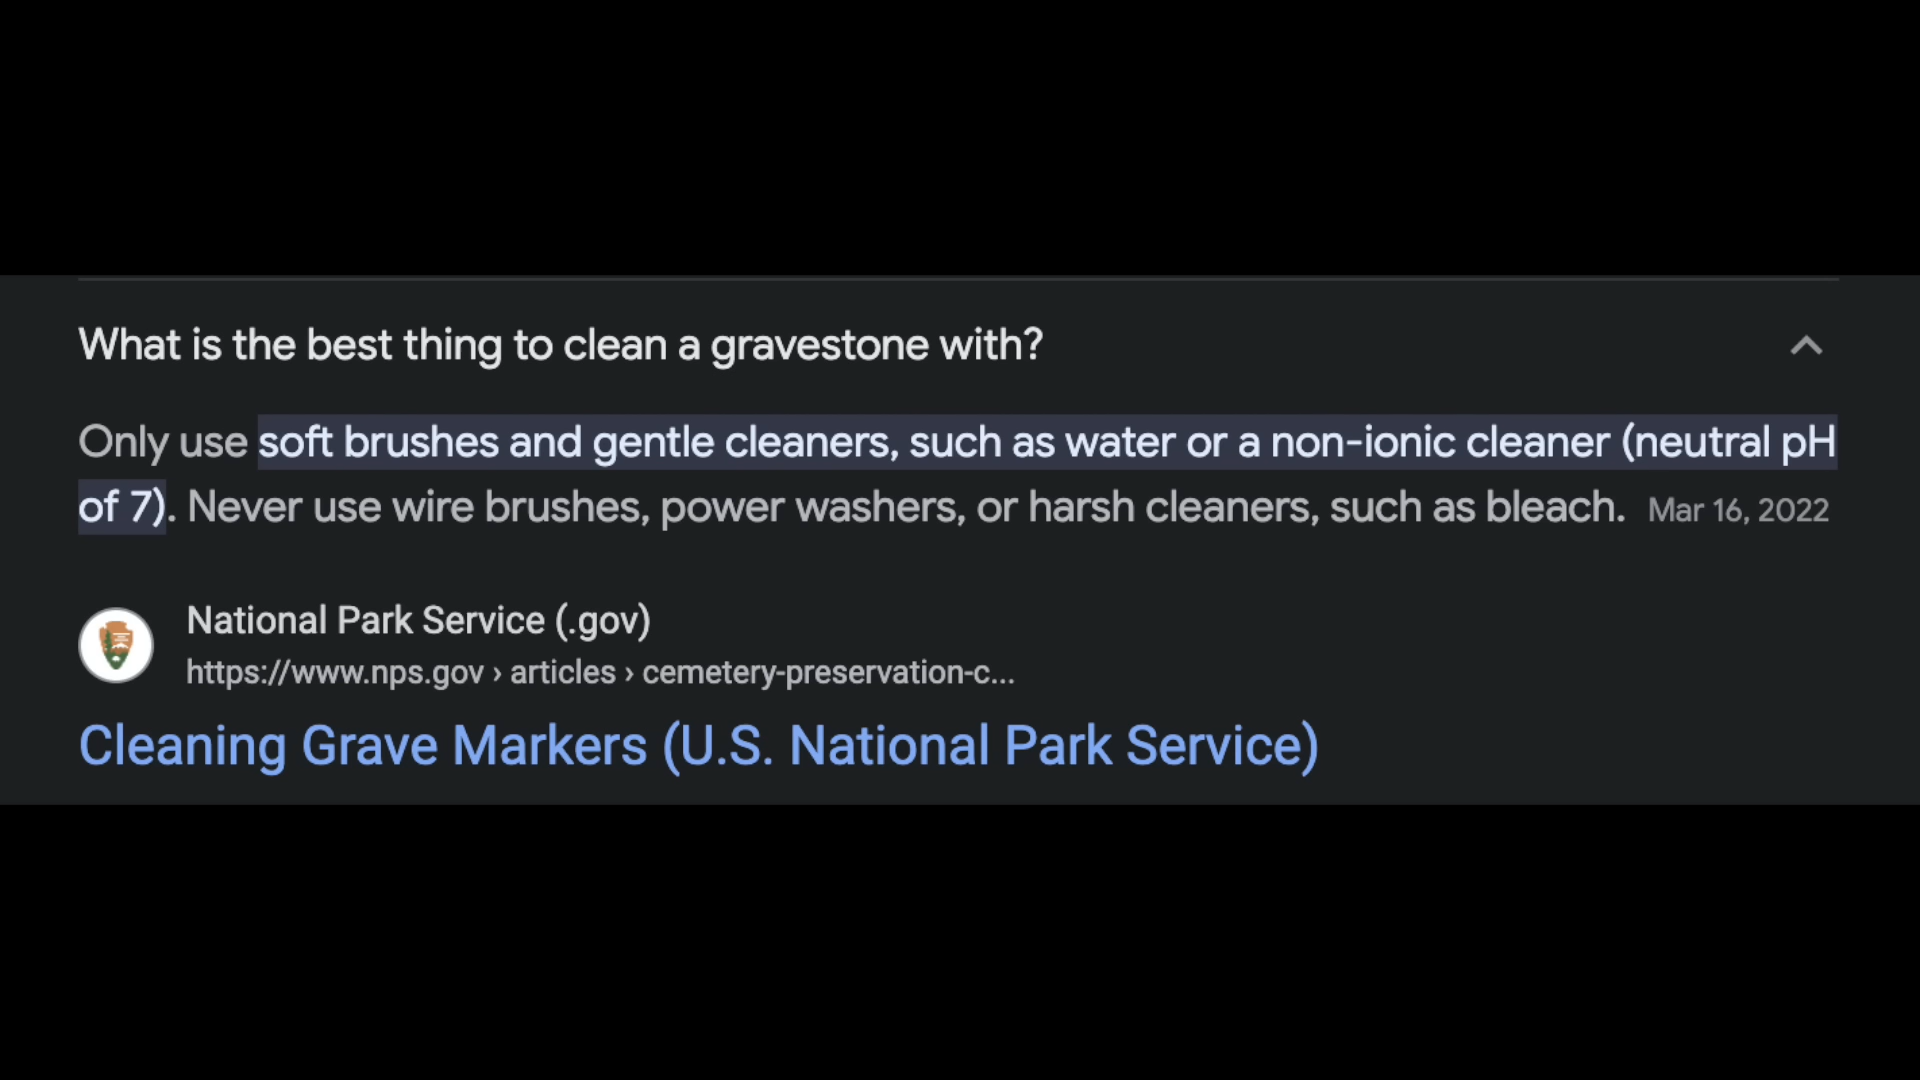 What is the best thing to clean a gravestone with?
Only use soft brushes and gentle cleaners, such as water or a non-ionic cleaner (neutral pH
of 7). Never use wire brushes, power washers, or harsh cleaners, such as bleach. Mar 16, 2022
National Park Service (.gov)
https://www.nps.gov › articles › cemetery-preservation-c...
Cleaning Grave Markers (U.S. National Park Service)